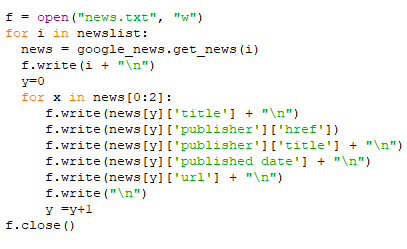 f = open("news.txt", "w")
for i in newslist:
  news = google_news.get_news(i)
  f.write(i + "\n")
  y=0
  for x in news[0:2]:
     f.write(news[y]['title'] + "\n")
     f.write(news[y]['publisher']['href'])
     f.write(news[y]['publisher']['title'] + "\n")
     f.write(news[y]['published date'] + "\n")
     f.write(news[y]['url'] + "\n")
     f.write("\n")
     y =y+1
f.close()